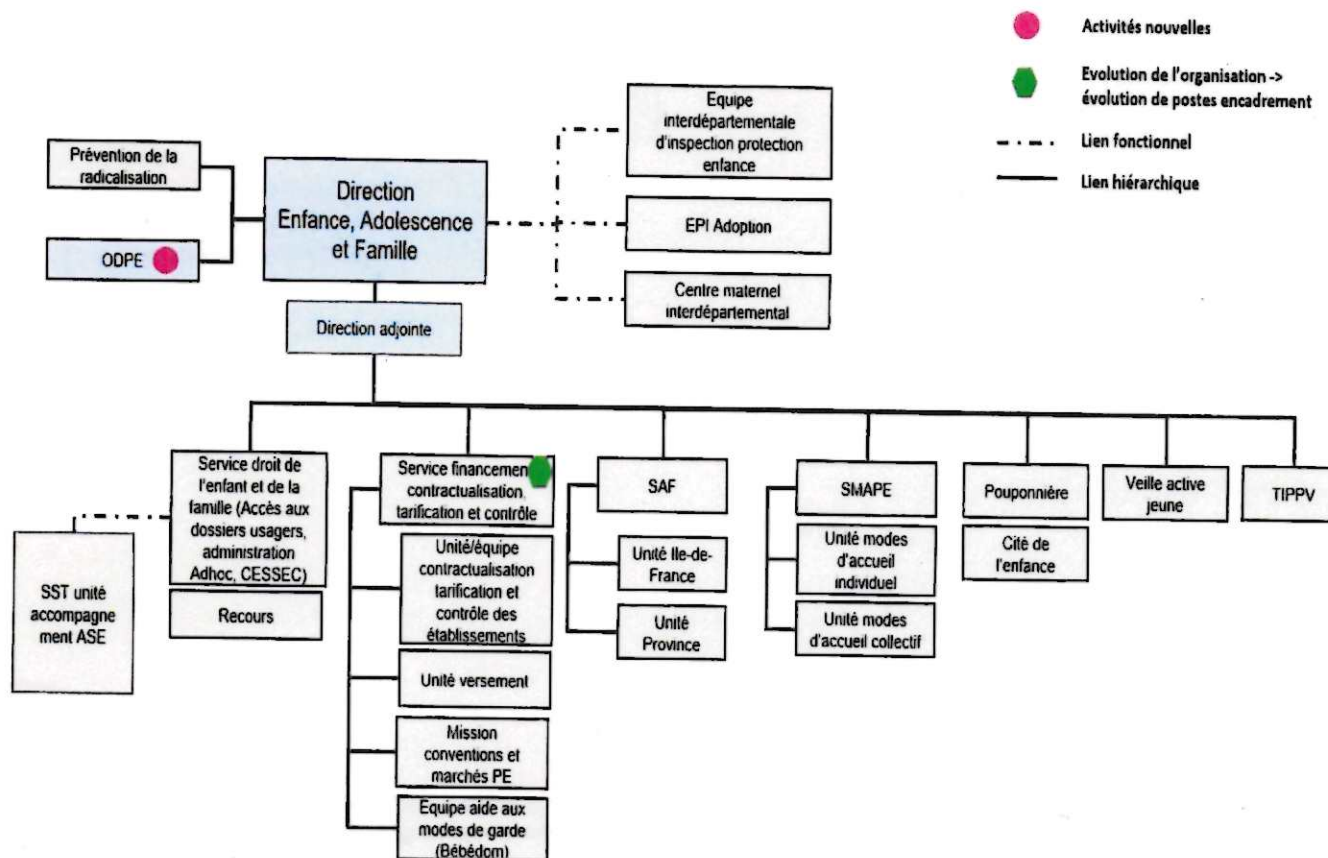 Activités nouvelles
Evolution de l'organisation ->
évolution de postes encadrement
Lien fonctionnel
Lien hiérarchique
Equipe
interdépartementale
d'inspection protection
enfance
Prévention de la
radicalisation
Direction
Enfance, Adolescence
et Famille
EPI Adoption
ODPE
Centre maternel
interdépartemental
Direction adjointe
Service droit de
l'enfant et de la
famille (Accès aux
dossiers usagers,
administration
Adhoc, CESSEC)
Service financement
contractualisation,
tarification et contrôle
SAF
SMAPE
Pouponnière
Veille active
jeune
TIPPV
SST unité
accompagne
ment ASE
Recours
Unité/équipe
contractualisation
tarification et
contrôle des
établissements
Unité Ile-de-
France
Unité modes
d'accueil
individuel
Cité de
l'enfance
Unité
Province
Unité modes
d'accueil collectif
Unité versement
Mission
conventions et
marchés PE
Equipe aide aux
modes de garde
(Bébédom)